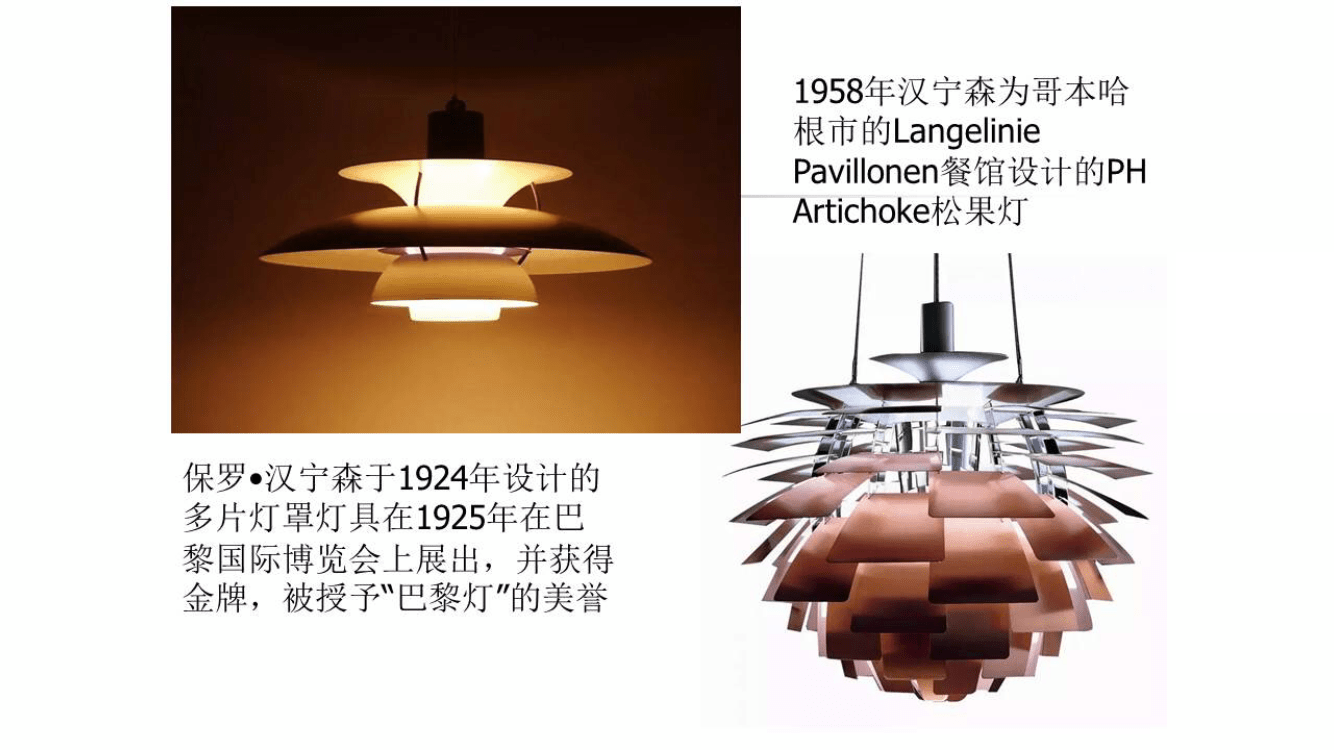 1958年汉宁森为哥本哈
根市的Langelinie
Pavillonen餐馆设计的PH
Artichoke松果灯
保罗•汉宁森于1924年设计的
多片灯罩灯具在1925年在巴
黎国际博览会上展出，并获得
金牌，被授予“巴黎灯”的美誉